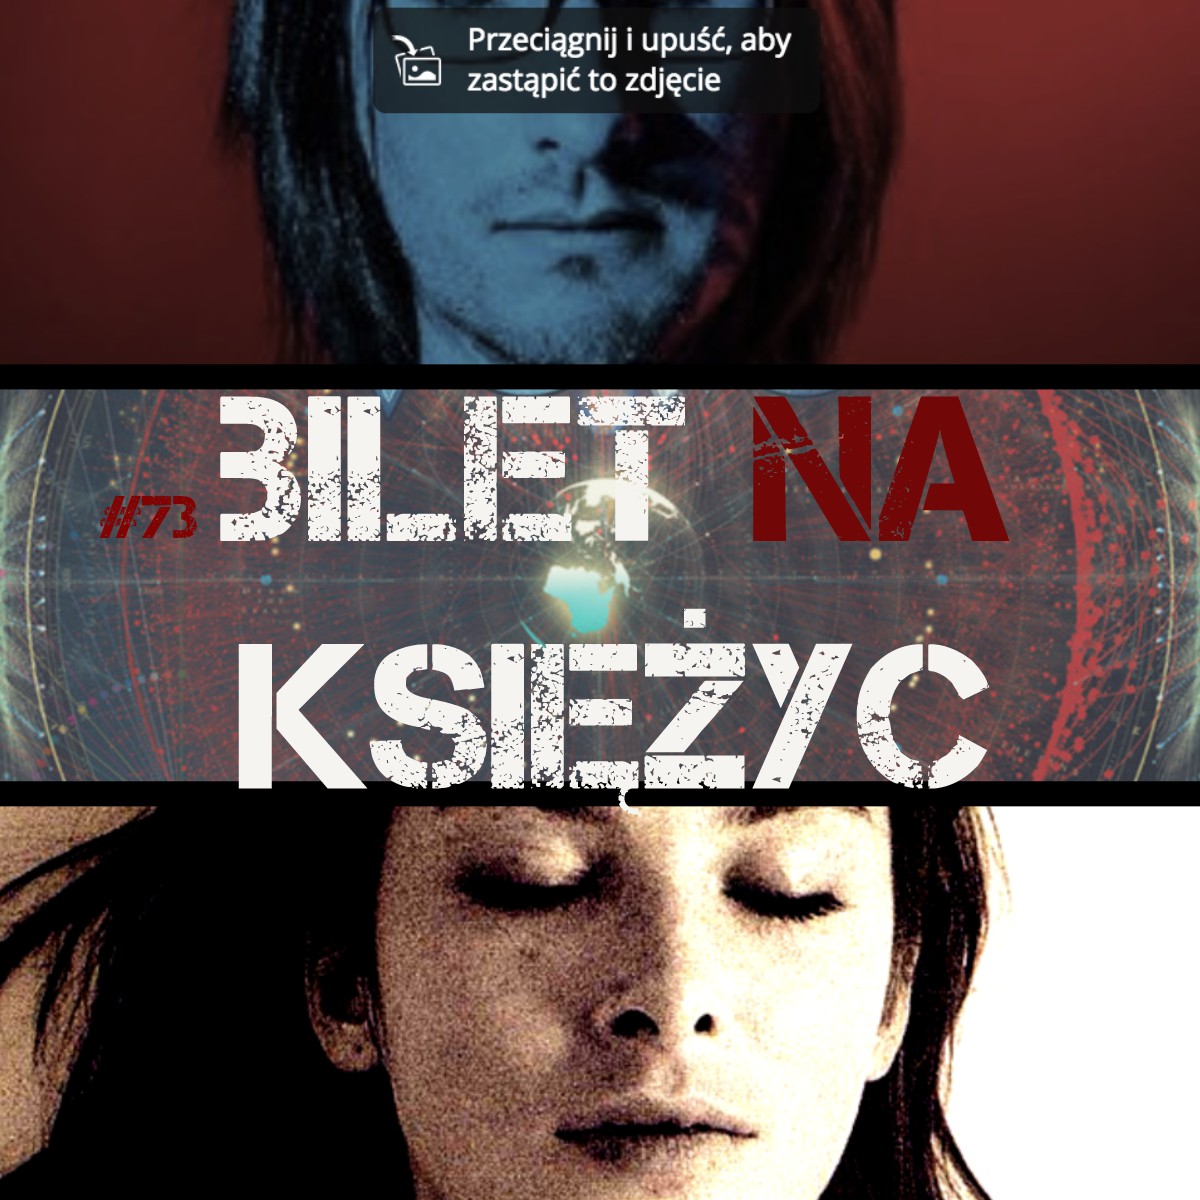 Przeciągnij i upuść, aby
zastąpić to zdjęcie
#73 BILET NA
KSIĘŻYC